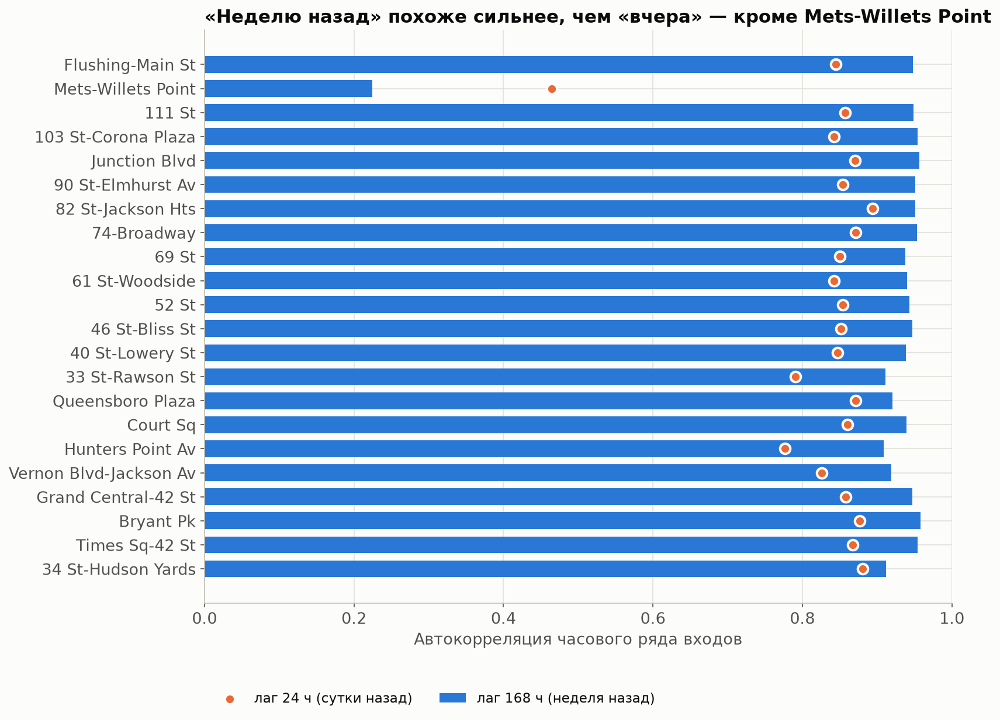 «Неделю назад» похоже сильнее, чем «вчера» — кроме Mets-Willets Point
Flushing-Main St
Mets-Willets Point
111 St
103 St-Corona Plaza
Junction Blvd
90 St-Elmhurst Av
82 St-Jackson Hts
74-Broadway
69 St
61 St-Woodside
52 St
46 St-Bliss St
40 St-Lowery St
33 St-Rawson St
Queensboro Plaza
Court Sq
Hunters Point Av
Vernon Blvd-Jackson Av
Grand Central-42 St
Bryant Pk
Times Sq-42 St
34 St-Hudson Yards
0.0 0.2 0.4 0.6 0.8 1.0
Автокорреляция часового ряда входов
лаг 24 ч (сутки назад) лаг 168 ч (неделя назад)